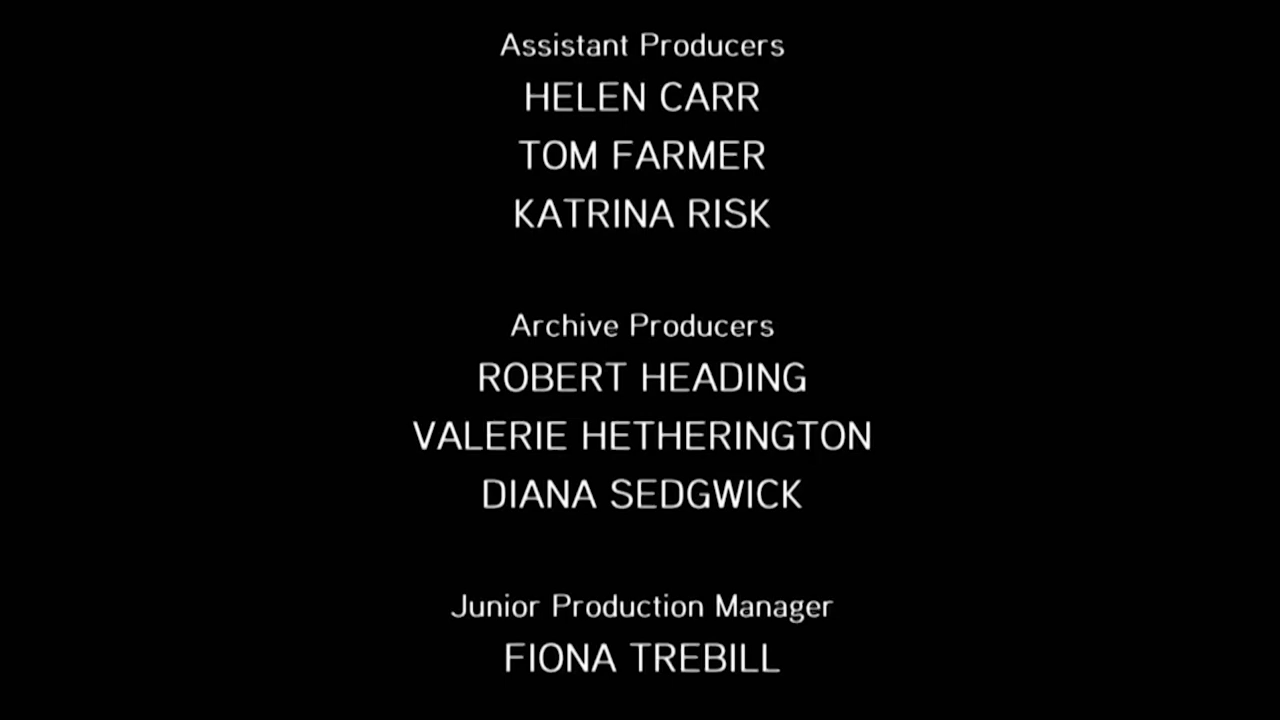 Assistant Producers
HELEN CARR
TOM FARMER
KATRINA RISK
Archive Producers
ROBERT HEADING
VALERIE HETHERINGTON
DIANA SEDGWICK
Junior Production Manager
FIONA TREBILL